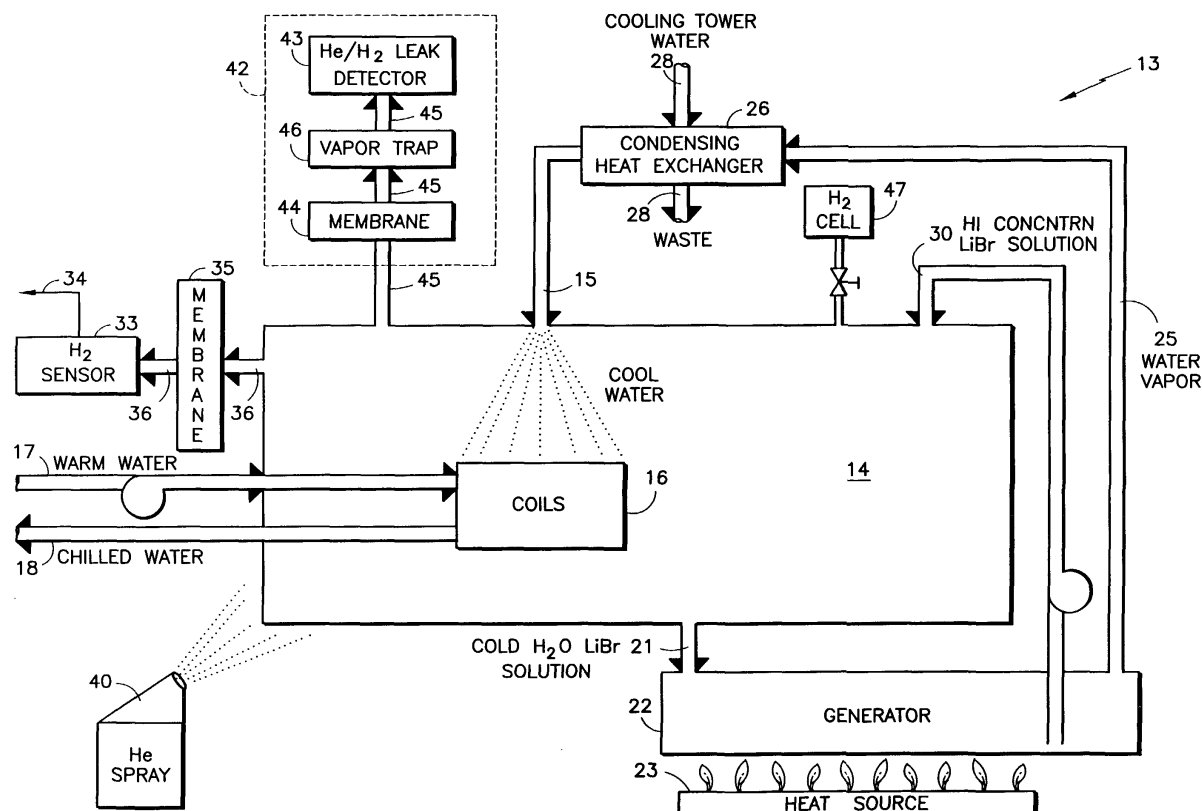 43
He/H₂ LEAK
DETECTOR
42
45
46
VAPOR TRAP
45
44
MEMBRANE
45
COOLING TOWER
WATER
28
26
CONDENSING
HEAT EXCHANGER
28
WASTE
13
H₂
CELL
47
HI CONCNTRN
30 LiBr SOLUTION
25
WATER
VAPOR
34
33
H₂
SENSOR
35
MEMBRANE
36
36
15
COOL
WATER
17
WARM WATER
COILS
16
14
CHILLED WATER
18
COLD H₂O LiBr 21
SOLUTION
40
He
SPRAY
22
GENERATOR
23
HEAT SOURCE